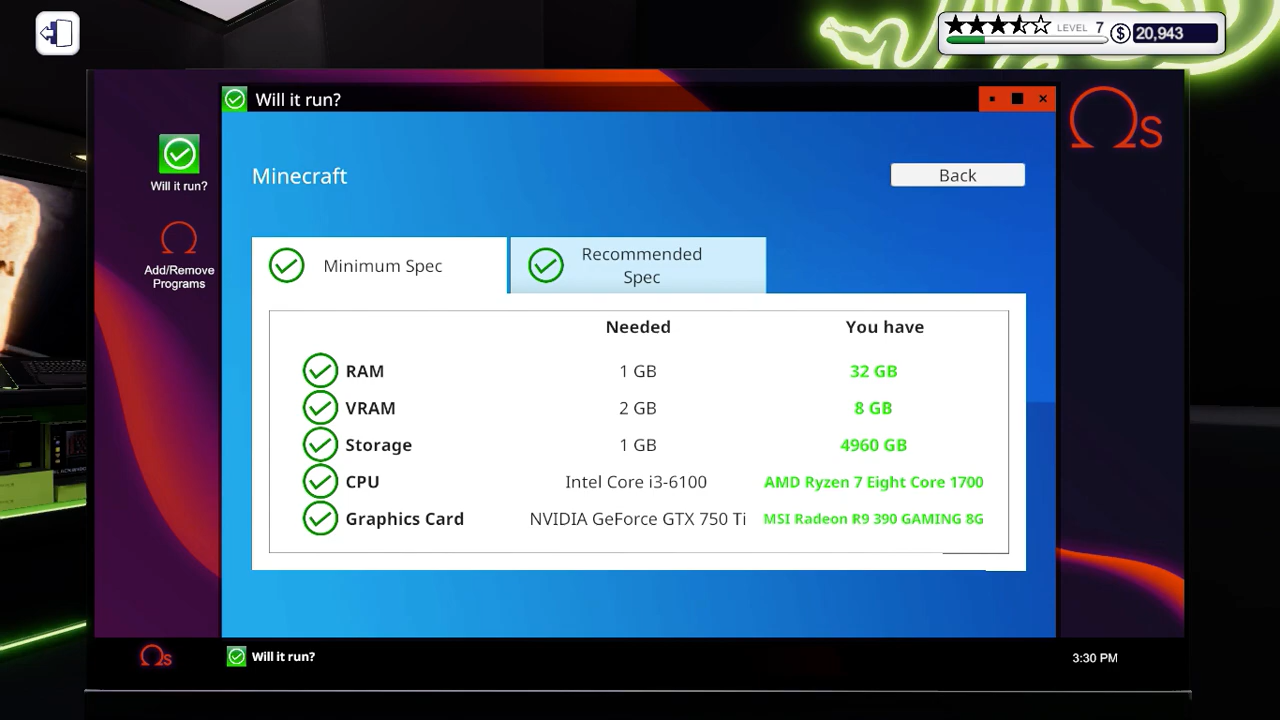 LEVEL 7 $ 20,943
Will it run?
Ωs
Will it run?
Minecraft
Back
Add/Remove
Programs
Minimum Spec
Recommended
Spec
Needed You have
RAM 1 GB 32 GB
VRAM 2 GB 8 GB
Storage 1 GB 4960 GB
CPU Intel Core i3-6100 AMD Ryzen 7 Eight Core 1700
Graphics Card NVIDIA GeForce GTX 750 Ti MSI Radeon R9 390 GAMING 8G
Ωs Will it run? 3:30 PM